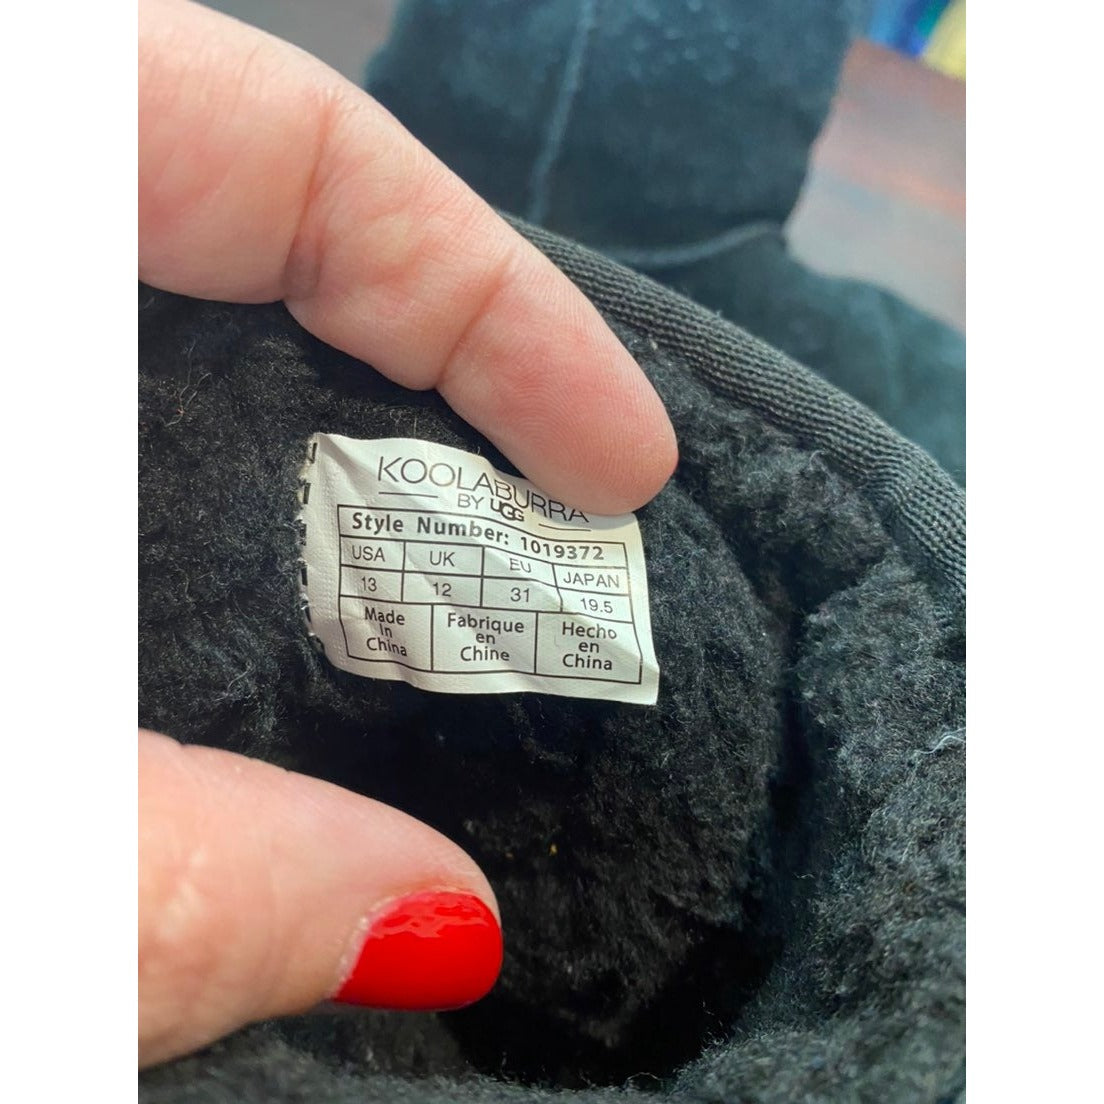 KOOLABURRA
BY UGG
Style Number: 1019372
USA UK EU JAPAN
13 12 31 19.5
Made in China
Fabrique en Chine
Hecho en China